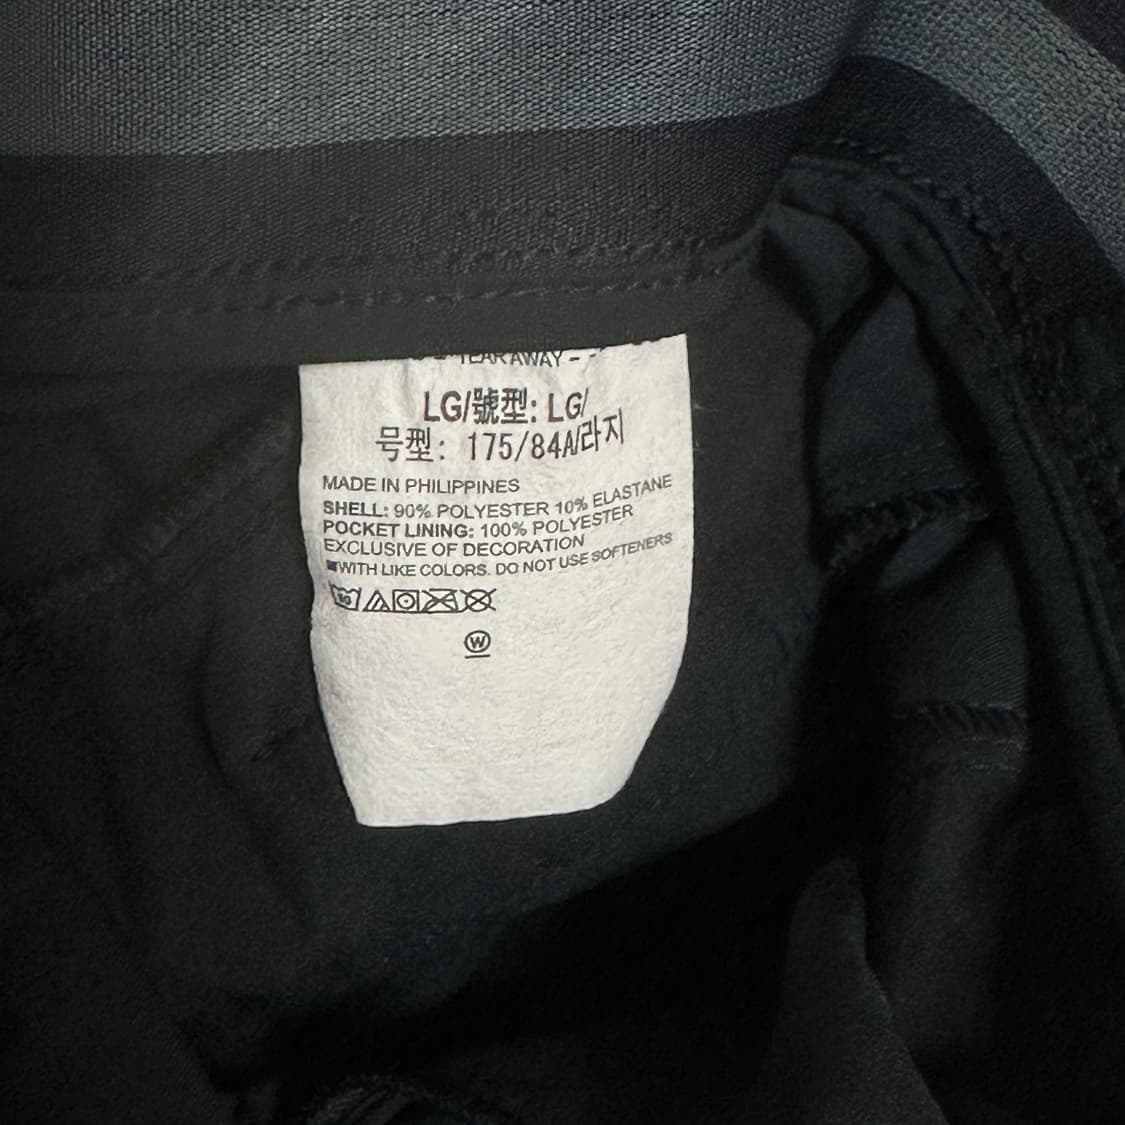 TEAR AWAY
LG/號型: LG/
号型: 175/84A/라지
MADE IN PHILIPPINES
SHELL: 90% POLYESTER 10% ELASTANE
POCKET LINING: 100% POLYESTER
EXCLUSIVE OF DECORATION
WITH LIKE COLORS. DO NOT USE SOFTENERS
W